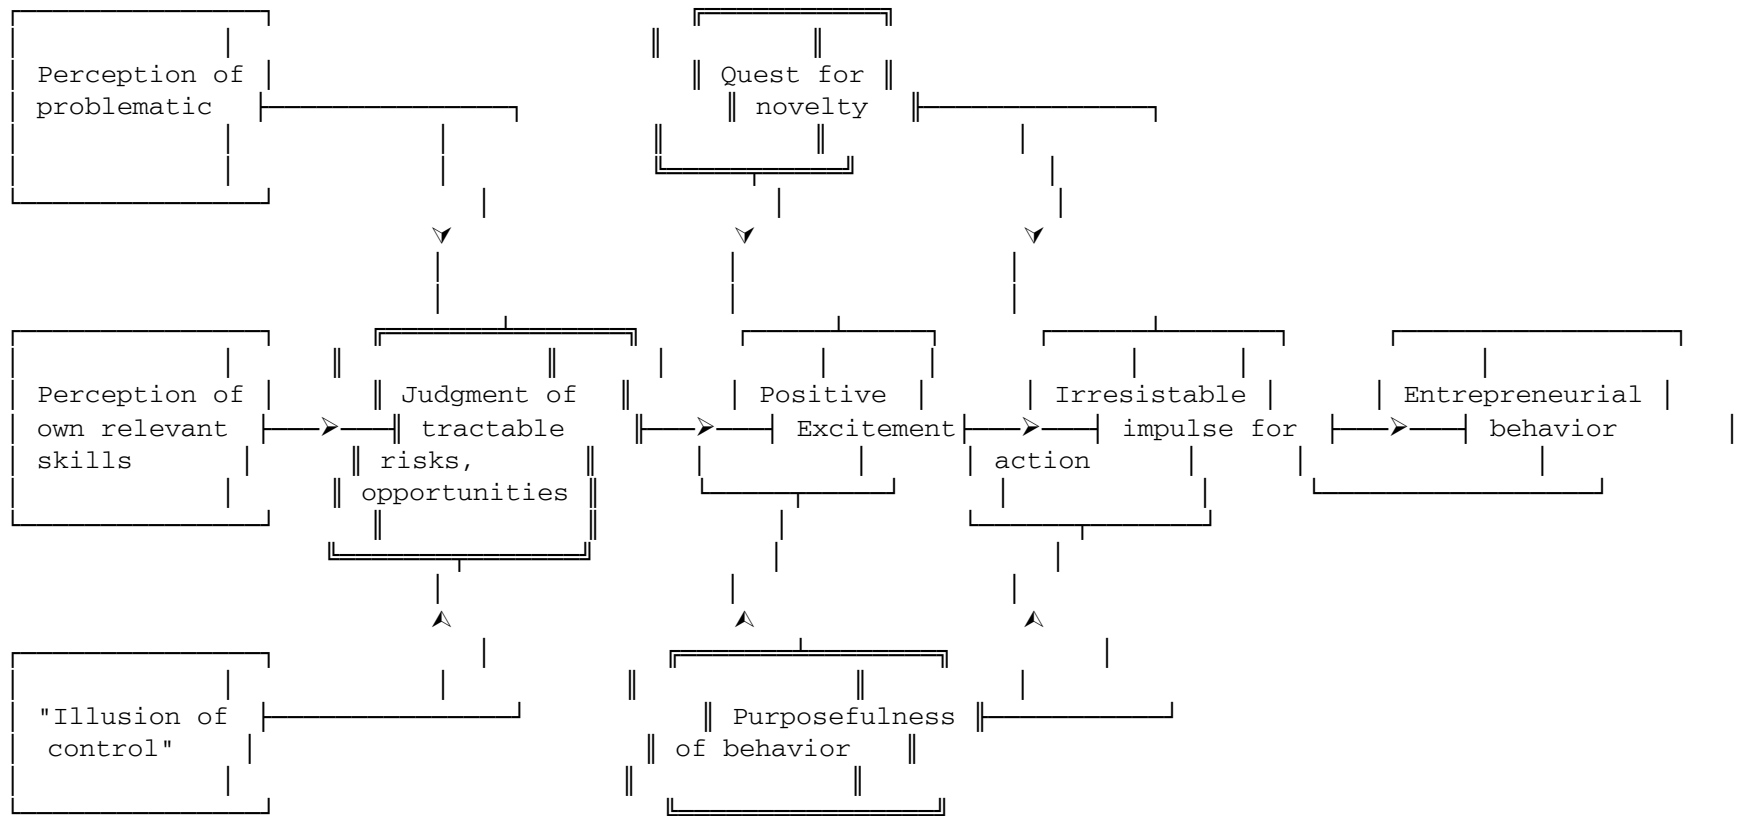 Perception of
problematic
Quest for
novelty
Perception of
own relevant
skills
Judgment of
tractable
risks,
opportunities
Positive
Excitement
Irresistable
impulse for
action
Entrepreneurial
behavior
"Illusion of
control"
Purposefulness
of behavior